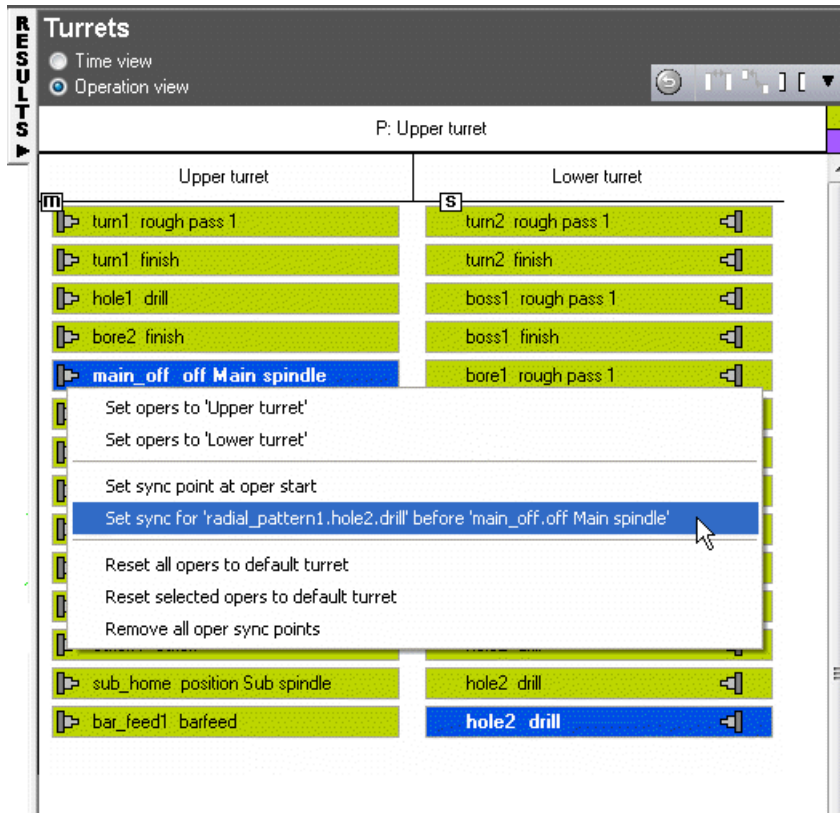 RESULTS
Turrets
Time view
Operation view
P: Upper turret
Upper turret
Lower turret
m
s
turn1 rough pass 1
turn2 rough pass 1
turn1 finish
turn2 finish
hole1 drill
boss1 rough pass 1
bore2 finish
boss1 finish
main_off off Main spindle
bore1 rough pass 1
Set opers to 'Upper turret'
Set opers to 'Lower turret'
Set sync point at oper start
Set sync for 'radial_pattern1.hole2.drill' before 'main_off.off Main spindle'
Reset all opers to default turret
Reset selected opers to default turret
Remove all oper sync points
sub_home position Sub spindle
hole2 drill
bar_feed1 barfeed
hole2 drill